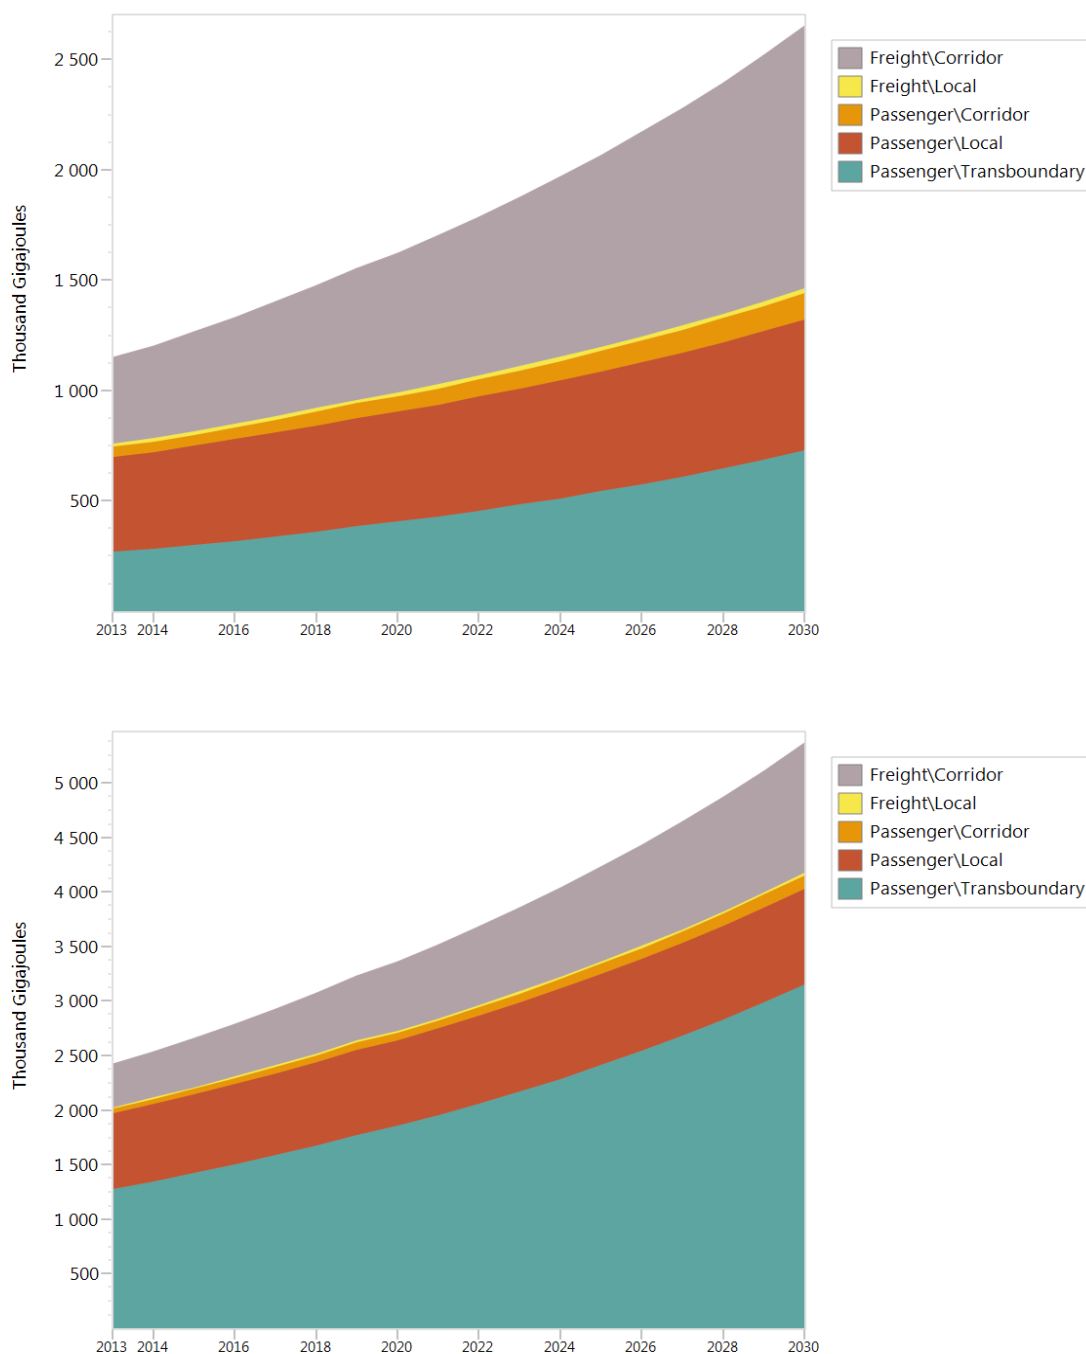 2 500
2 000
1 500
1 000
500
Thousand Gigajoules
2013 2014 2016 2018 2020 2022 2024 2026 2028 2030
Freight\Corridor
Freight\Local
Passenger\Corridor
Passenger\Local
Passenger\Transboundary
5 000
4 500
4 000
3 500
3 000
2 500
2 000
1 500
1 000
500
Thousand Gigajoules
2013 2014 2016 2018 2020 2022 2024 2026 2028 2030
Freight\Corridor
Freight\Local
Passenger\Corridor
Passenger\Local
Passenger\Transboundary